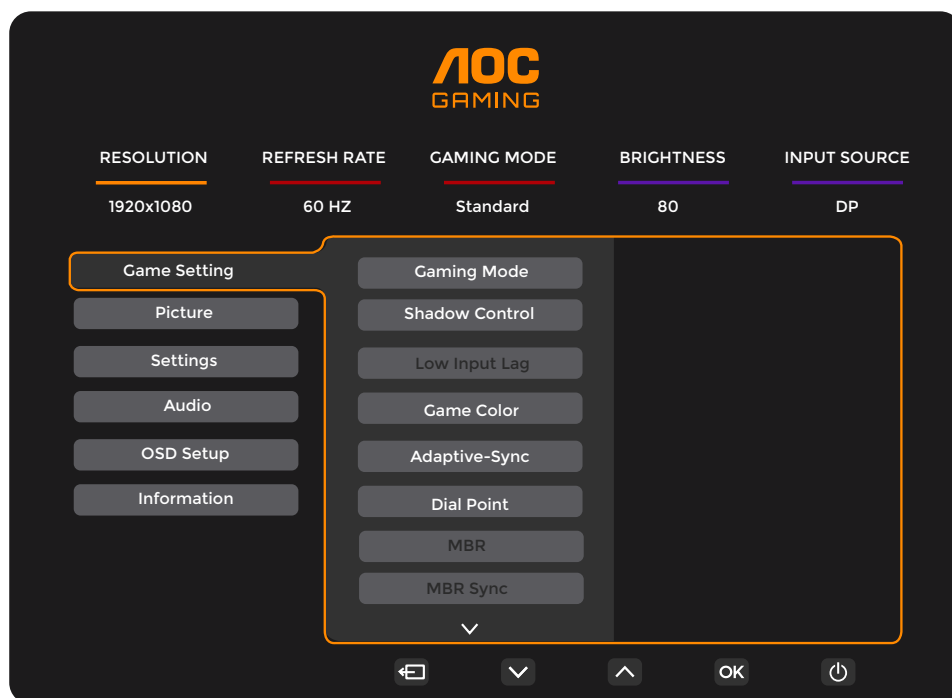 AOC
GAMING
RESOLUTION REFRESH RATE GAMING MODE BRIGHTNESS INPUT SOURCE
1920x1080 60 HZ Standard 80 DP
Game Setting
Picture
Settings
Audio
OSD Setup
Information
Gaming Mode
Shadow Control
Low Input Lag
Game Color
Adaptive-Sync
Dial Point
MBR
MBR Sync
OK